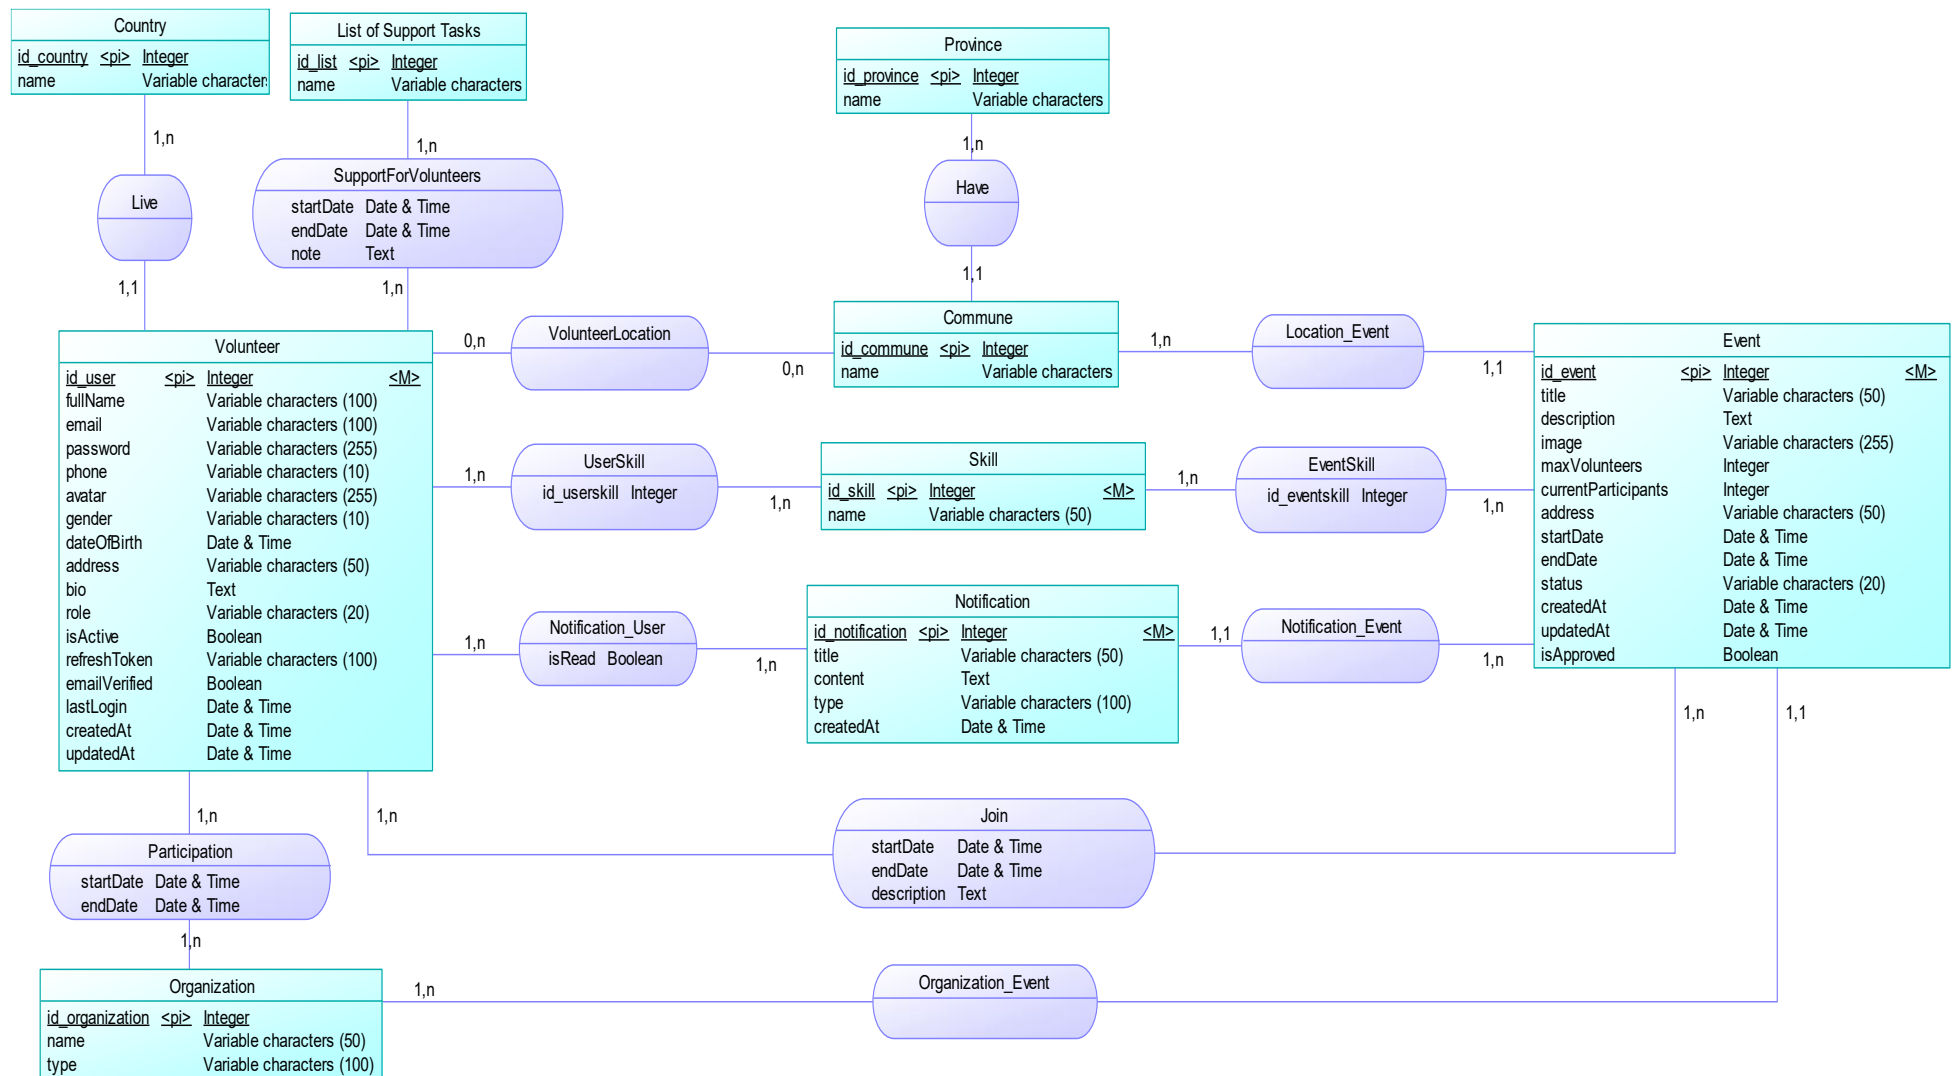 Country
id_country <pi> Integer
name Variable characters
List of Support Tasks
id_list <pi> Integer
name Variable characters
Province
id_province <pi> Integer
name Variable characters
1,n
1,n
1,n
Live
SupportForVolunteers
startDate Date & Time
endDate Date & Time
note Text
Have
1,1
1,n
1,1
Volunteer
id_user <pi> Integer <M>
fullName Variable characters (100)
email Variable characters (100)
password Variable characters (255)
phone Variable characters (10)
avatar Variable characters (255)
gender Variable characters (10)
dateOfBirth Date & Time
address Variable characters (50)
bio Text
role Variable characters (20)
isActive Boolean
refreshToken Variable characters (100)
emailVerified Boolean
lastLogin Date & Time
createdAt Date & Time
updatedAt Date & Time
0,n
VolunteerLocation
0,n
Commune
id_commune <pi> Integer
name Variable characters
1,n
Location_Event
1,1
Event
id_event <pi> Integer <M>
title Variable characters (50)
description Text
image Variable characters (255)
maxVolunteers Integer
currentParticipants Integer
address Variable characters (50)
startDate Date & Time
endDate Date & Time
status Variable characters (20)
createdAt Date & Time
updatedAt Date & Time
isApproved Boolean
1,n
UserSkill
id_userskill Integer
1,n
Skill
id_skill <pi> Integer <M>
name Variable characters (50)
1,n
EventSkill
id_eventskill Integer
1,n
1,n
Notification_User
isRead Boolean
1,n
Notification
id_notification <pi> Integer <M>
title Variable characters (50)
content Text
type Variable characters (100)
createdAt Date & Time
1,1
Notification_Event
1,n
1,n
1,1
1,n
1,n
Participation
startDate Date & Time
endDate Date & Time
Join
startDate Date & Time
endDate Date & Time
description Text
1,n
Organization
id_organization <pi> Integer
name Variable characters (50)
type Variable characters (100)
1,n
Organization_Event